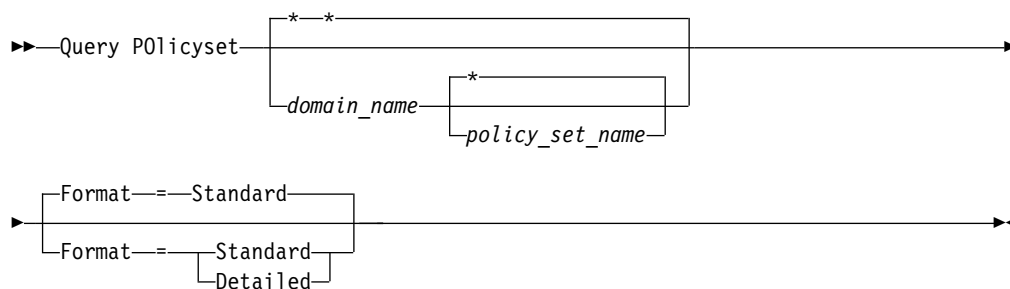 * *
Query POlicyset
*
domain_name
policy_set_name
Format = Standard
Format = Standard
Detailed